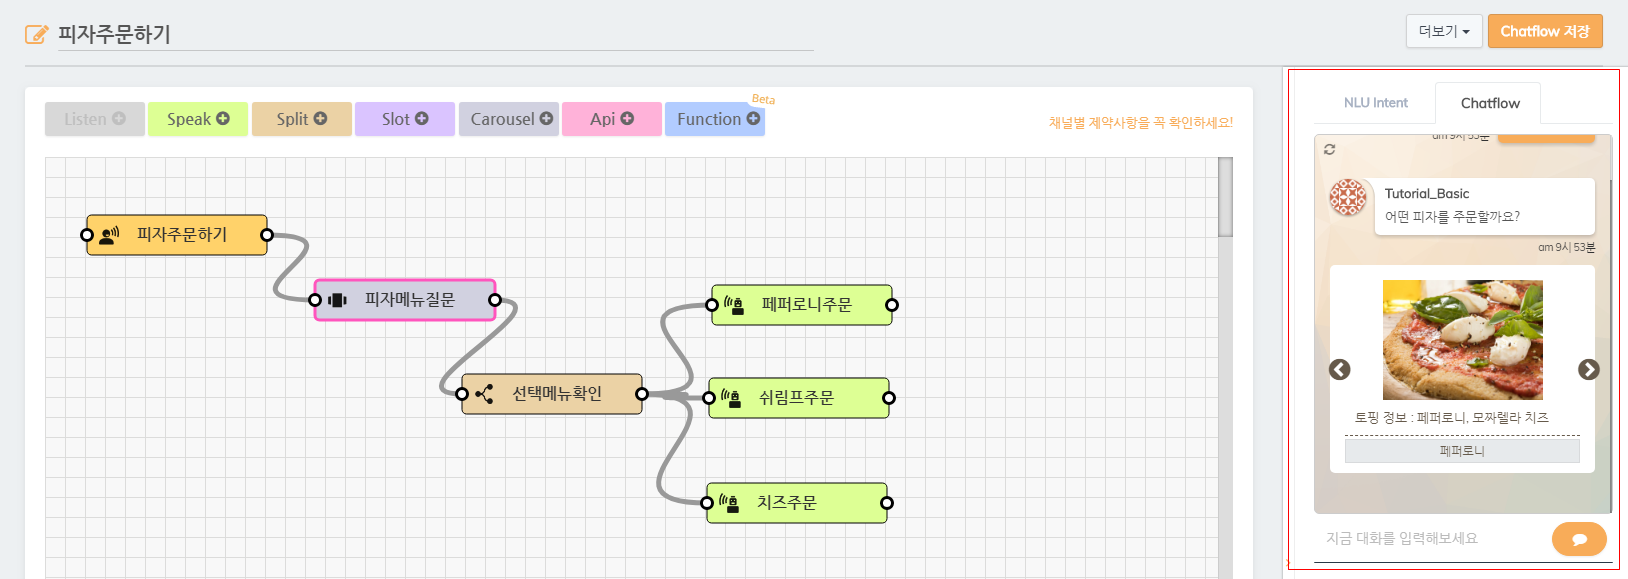 피자주문하기
더보기
Chatflow 저장
Listen
Speak
Split
Slot
Carousel
Api
Function
Beta
채널별 제약사항을 꼭 확인하세요!
피자주문하기
피자메뉴질문
선택메뉴확인
페퍼로니주문
쉬림프주문
치즈주문
NLU Intent
Chatflow
am 9시 53분
Tutorial_Basic
어떤 피자를 주문할까요?
am 9시 53분
토핑 정보 : 페퍼로니, 모짜렐라 치즈
페퍼로니
지금 대화를 입력해보세요